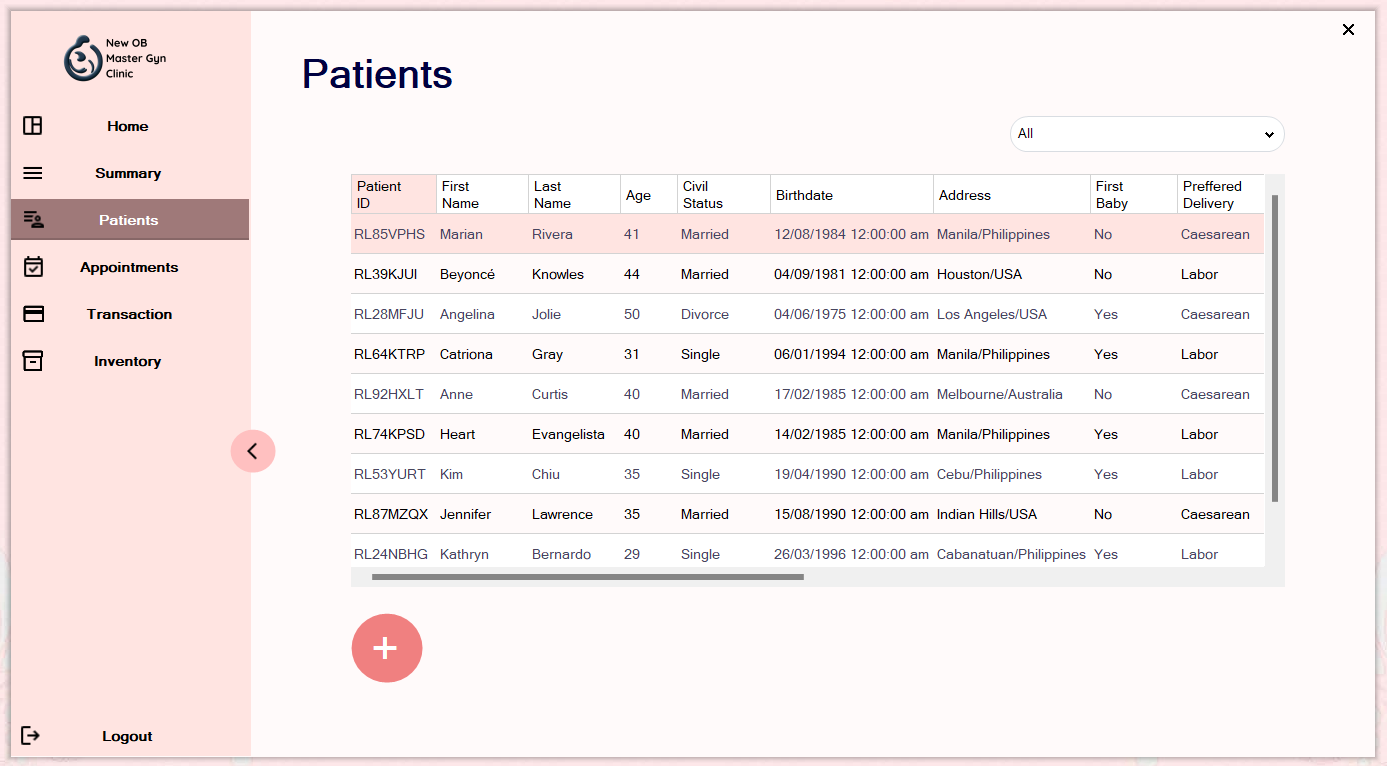 New OB
Master Gyn
Clinic
Home
Summary
Patients
Appointments
Transaction
Inventory
Logout
Patients
All
Patient ID First Name Last Name Age Civil Status Birthdate Address First Baby Preffered Delivery
RL85VPHS Marian Rivera 41 Married 12/08/1984 12:00:00 am Manila/Philippines No Caesarean
RL39KJUI Beyoncé Knowles 44 Married 04/09/1981 12:00:00 am Houston/USA No Labor
RL28MFJU Angelina Jolie 50 Divorce 04/06/1975 12:00:00 am Los Angeles/USA Yes Caesarean
RL64KTRP Catriona Gray 31 Single 06/01/1994 12:00:00 am Manila/Philippines Yes Labor
RL92HXLT Anne Curtis 40 Married 17/02/1985 12:00:00 am Melbourne/Australia No Caesarean
RL74KPSD Heart Evangelista 40 Married 14/02/1985 12:00:00 am Manila/Philippines Yes Labor
RL53YURT Kim Chiu 35 Single 19/04/1990 12:00:00 am Cebu/Philippines Yes Labor
RL87MZQX Jennifer Lawrence 35 Married 15/08/1990 12:00:00 am Indian Hills/USA No Caesarean
RL24NBHG Kathryn Bernardo 29 Single 26/03/1996 12:00:00 am Cabanatuan/Philippines Yes Labor